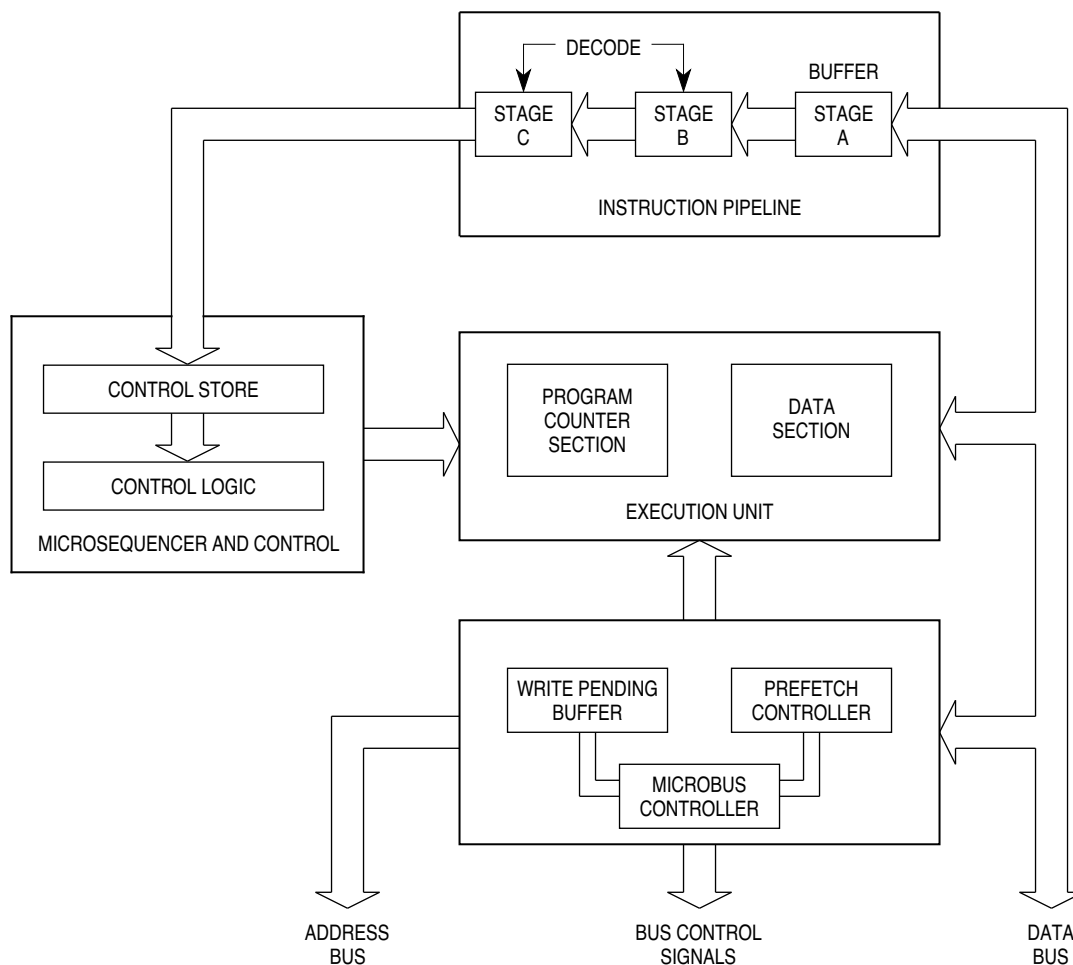 DECODE
BUFFER
STAGE
C
STAGE
B
STAGE
A
INSTRUCTION PIPELINE
CONTROL STORE
CONTROL LOGIC
MICROSEQUENCER AND CONTROL
PROGRAM
COUNTER
SECTION
DATA
SECTION
EXECUTION UNIT
WRITE PENDING
BUFFER
PREFETCH
CONTROLLER
MICROBUS
CONTROLLER
ADDRESS
BUS
BUS CONTROL
SIGNALS
DATA
BUS